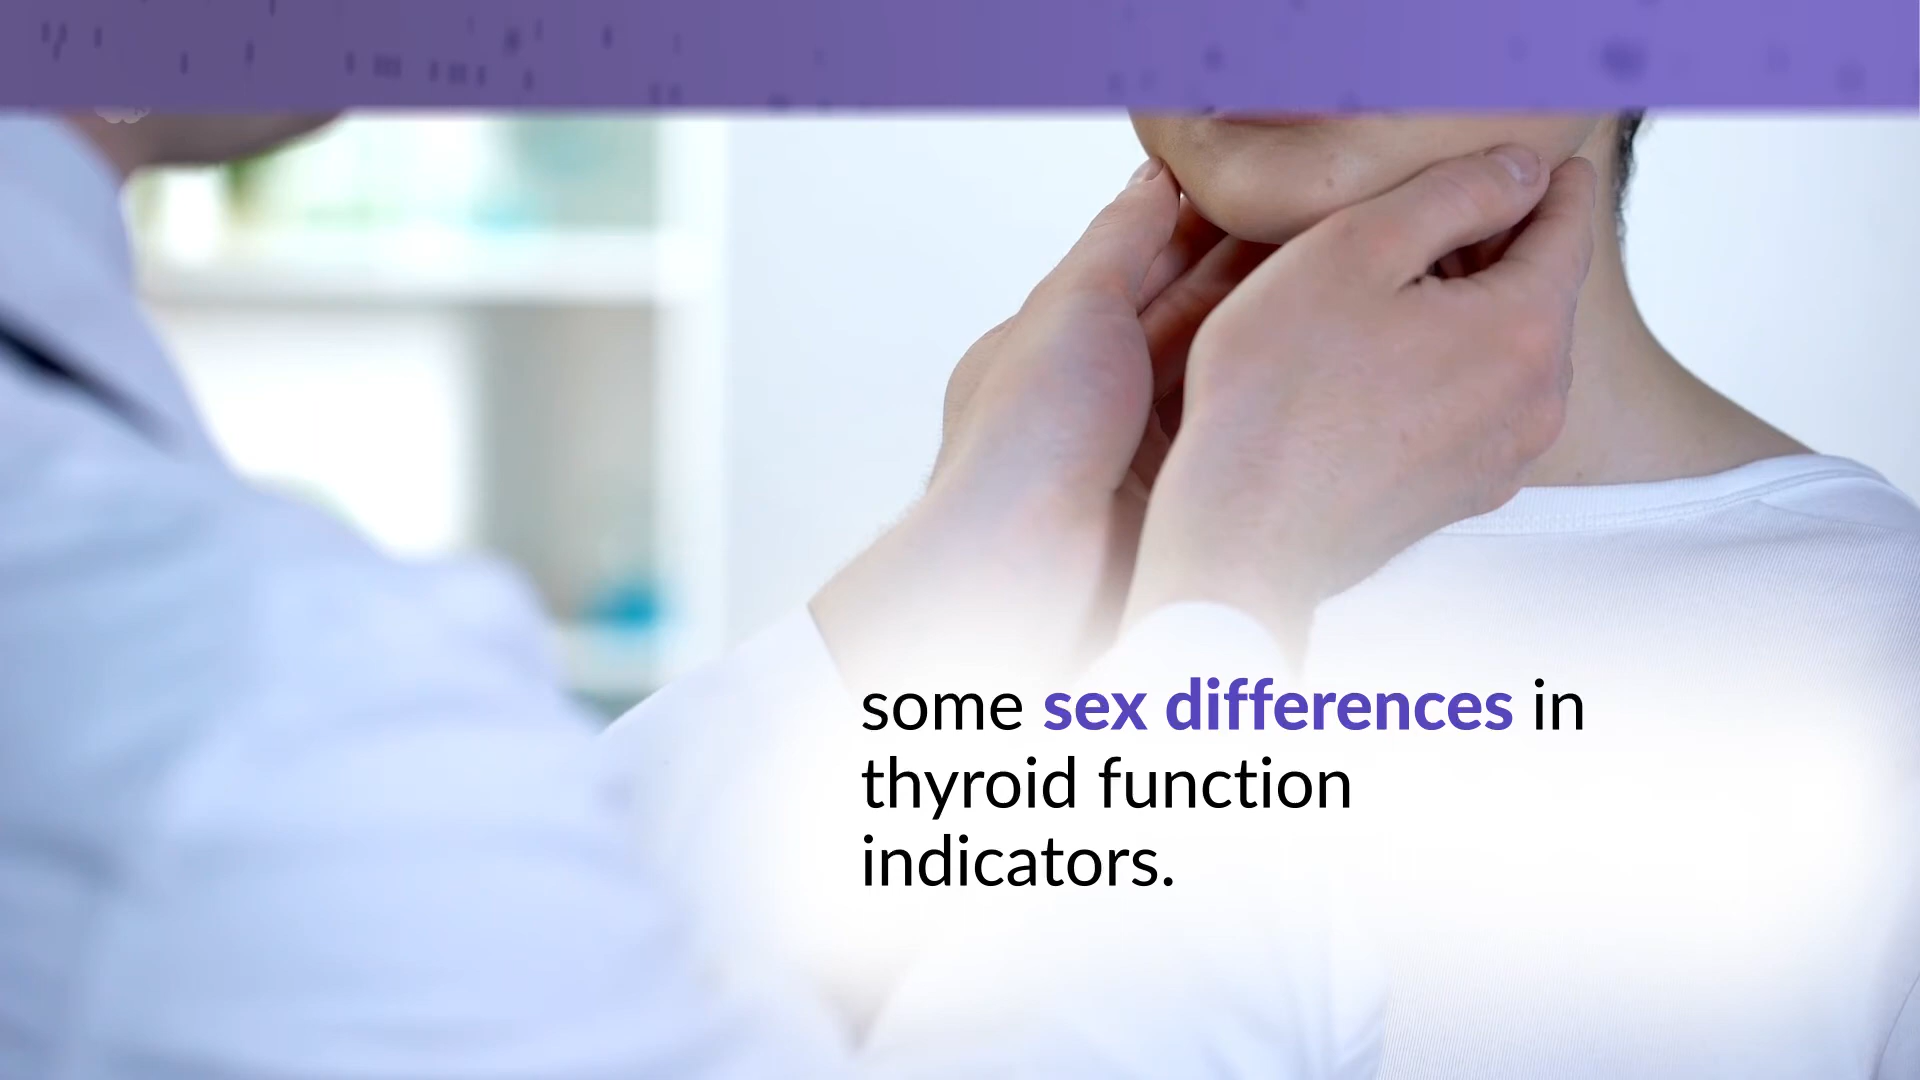 some sex differences in
thyroid function
indicators.